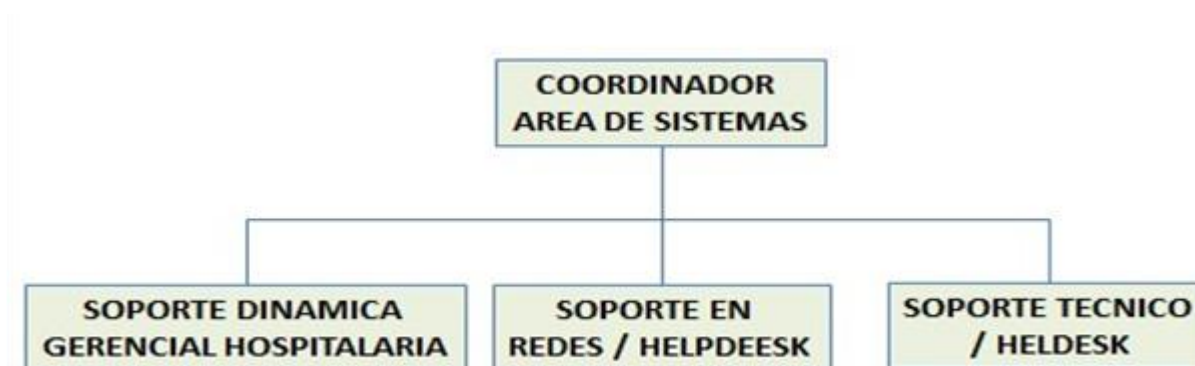 COORDINADOR
AREA DE SISTEMAS
SOPORTE DINAMICA
GERENCIAL HOSPITALARIA
SOPORTE EN
REDES / HELPDEESK
SOPORTE TECNICO
/ HELDESK